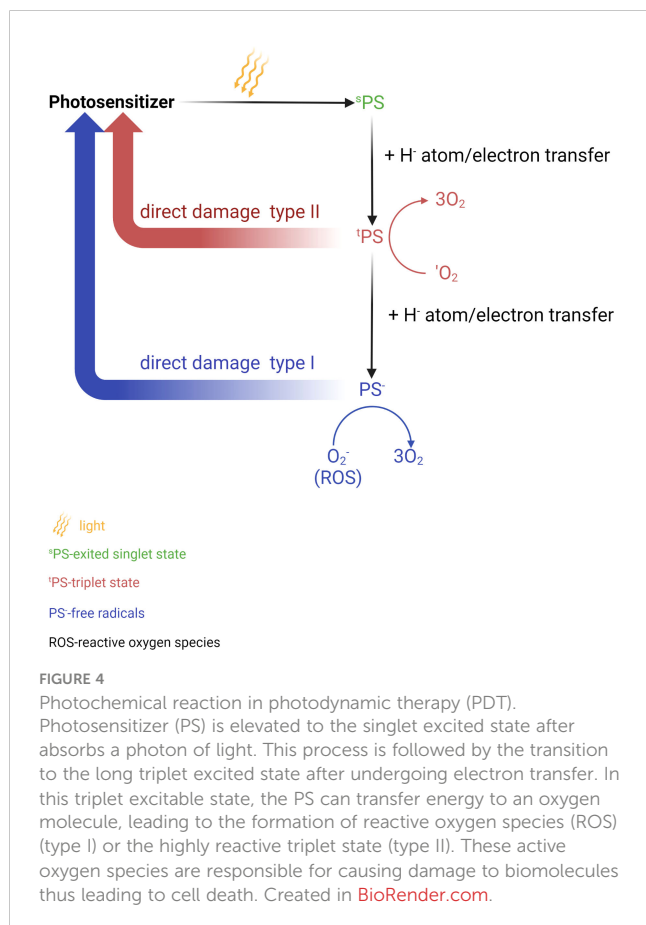 Photosensitizer
ˢPS
+ H⁻ atom/electron transfer
3O₂
direct damage type II
ᵗPS
'O₂
+ H⁻ atom/electron transfer
direct damage type I
PS⁻
O₂⁻
3O₂
(ROS)
light
ˢPS-exited singlet state
ᵗPS-triplet state
PS⁻-free radicals
ROS-reactive oxygen species
FIGURE 4
Photochemical reaction in photodynamic therapy (PDT).
Photosensitizer (PS) is elevated to the singlet excited state after
absorbs a photon of light. This process is followed by the transition
to the long triplet excited state after undergoing electron transfer. In
this triplet excitable state, the PS can transfer energy to an oxygen
molecule, leading to the formation of reactive oxygen species (ROS)
(type I) or the highly reactive triplet state (type II). These active
oxygen species are responsible for causing damage to biomolecules
thus leading to cell death. Created in BioRender.com.